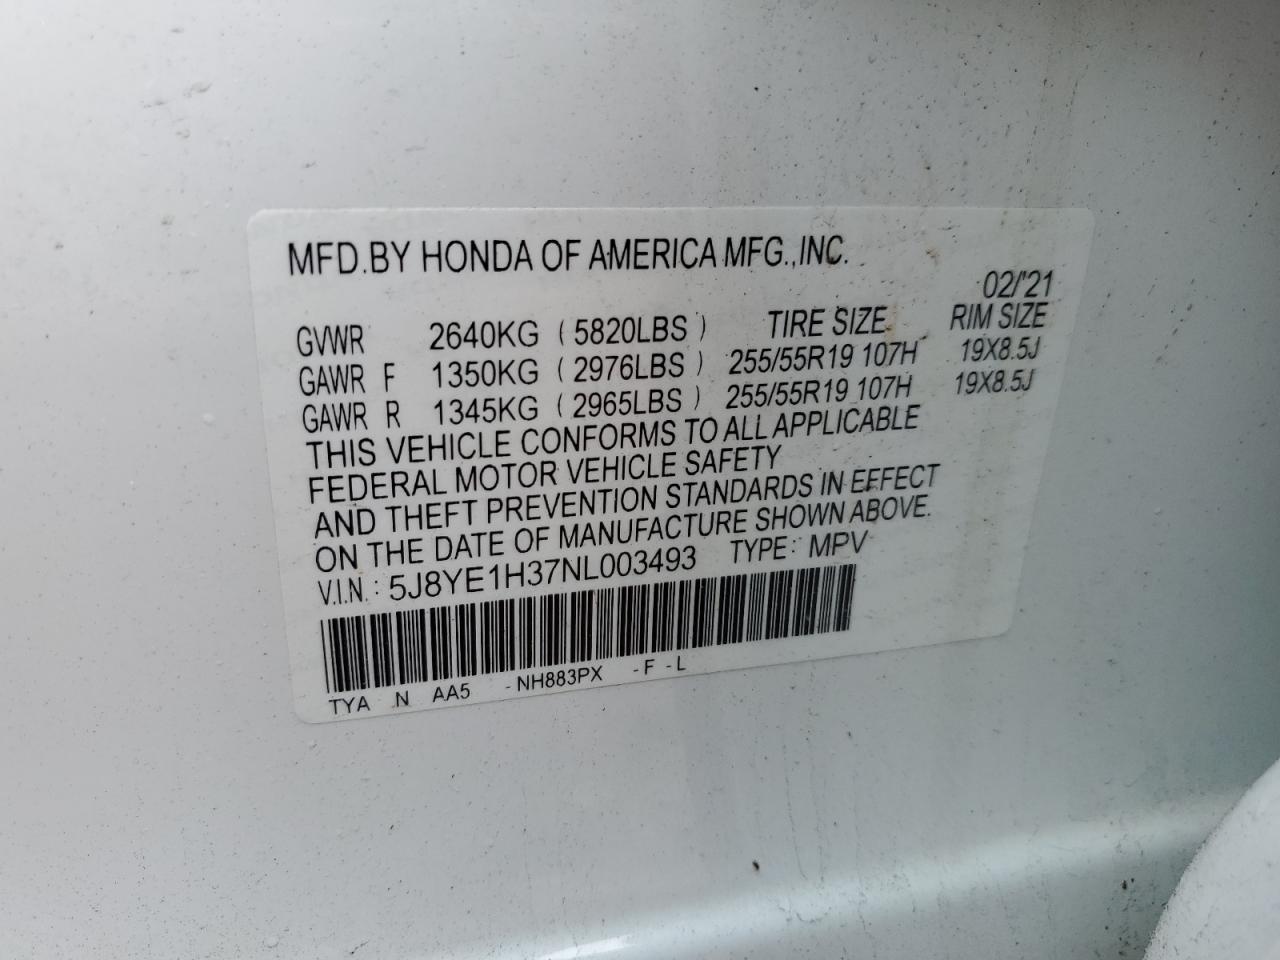 MFD.BY HONDA OF AMERICA MFG.,INC.
02/'21
GVWR 2640KG (5820LBS) TIRE SIZE RIM SIZE
GAWR F 1350KG (2976LBS) 255/55R19 107H 19X8.5J
GAWR R 1345KG (2965LBS) 255/55R19 107H 19X8.5J
THIS VEHICLE CONFORMS TO ALL APPLICABLE
FEDERAL MOTOR VEHICLE SAFETY
AND THEFT PREVENTION STANDARDS IN EFFECT
ON THE DATE OF MANUFACTURE SHOWN ABOVE.
V.I.N.: 5J8YE1H37NL003493 TYPE: MPV
TYA N AA5 -NH883PX -F -L